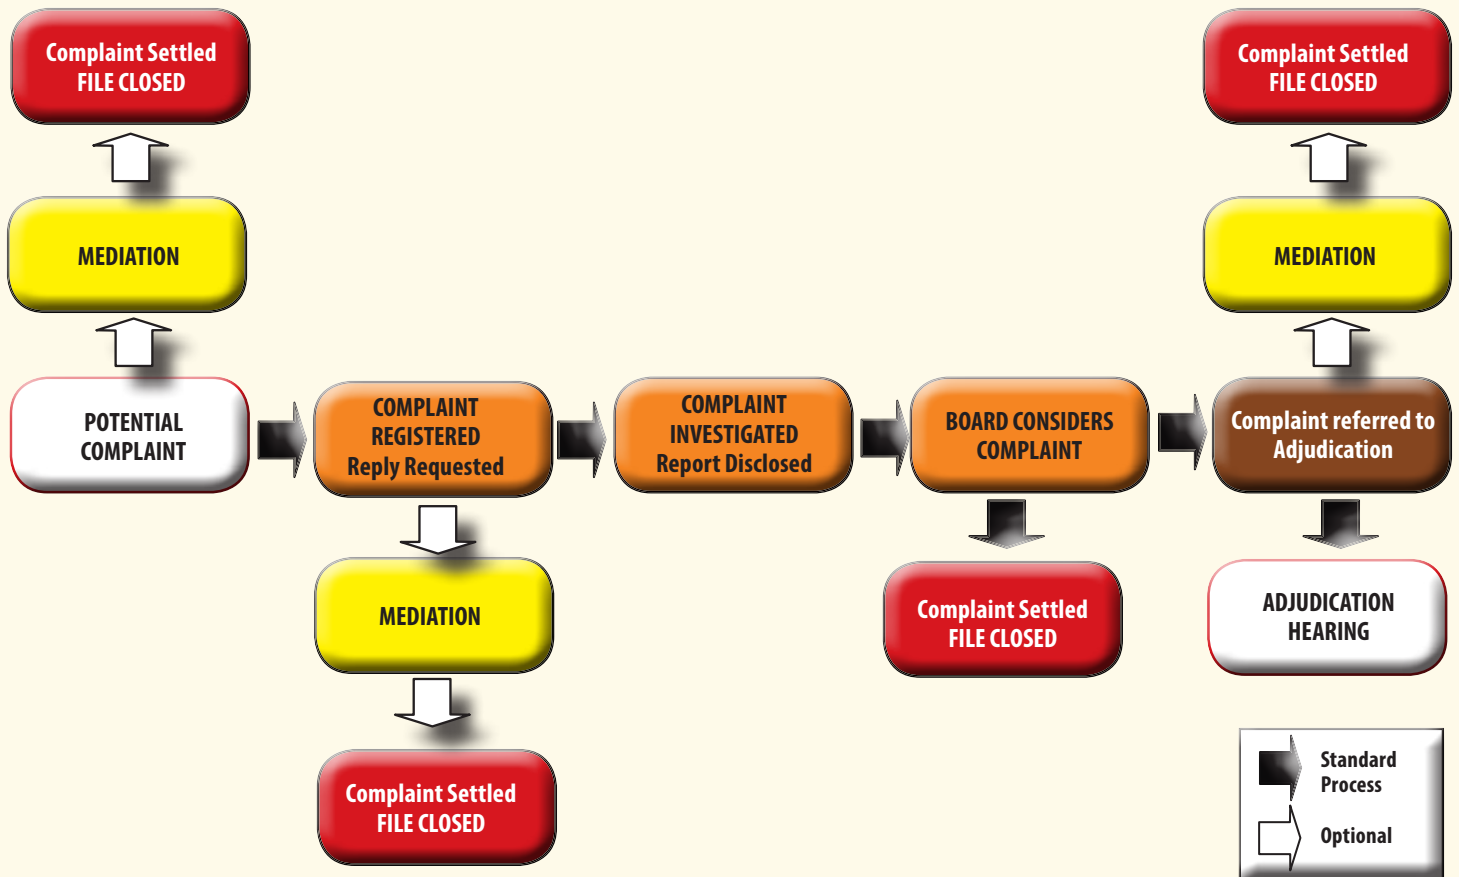 Complaint Settled
FILE CLOSED
Complaint Settled
FILE CLOSED
MEDIATION
MEDIATION
POTENTIAL
COMPLAINT
COMPLAINT
REGISTERED
Reply Requested
COMPLAINT
INVESTIGATED
Report Disclosed
BOARD CONSIDERS
COMPLAINT
Complaint referred to
Adjudication
MEDIATION
Complaint Settled
FILE CLOSED
ADJUDICATION
HEARING
Complaint Settled
FILE CLOSED
Standard
Process
Optional